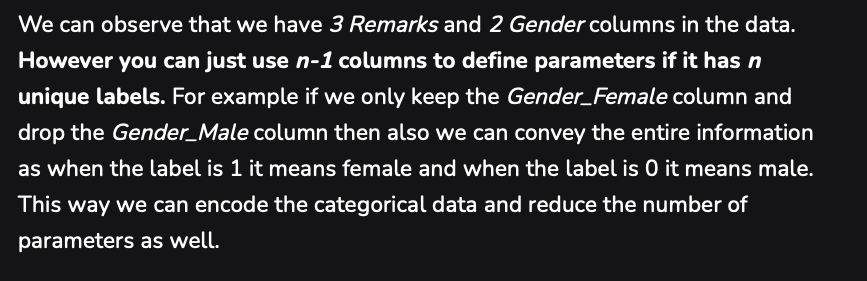 We can observe that we have 3 Remarks and 2 Gender columns in the data.
However you can just use n-1 columns to define parameters if it has n
unique labels. For example if we only keep the Gender_Female column and
drop the Gender_Male column then also we can convey the entire information
as when the label is 1 it means female and when the label is 0 it means male.
This way we can encode the categorical data and reduce the number of
parameters as well.